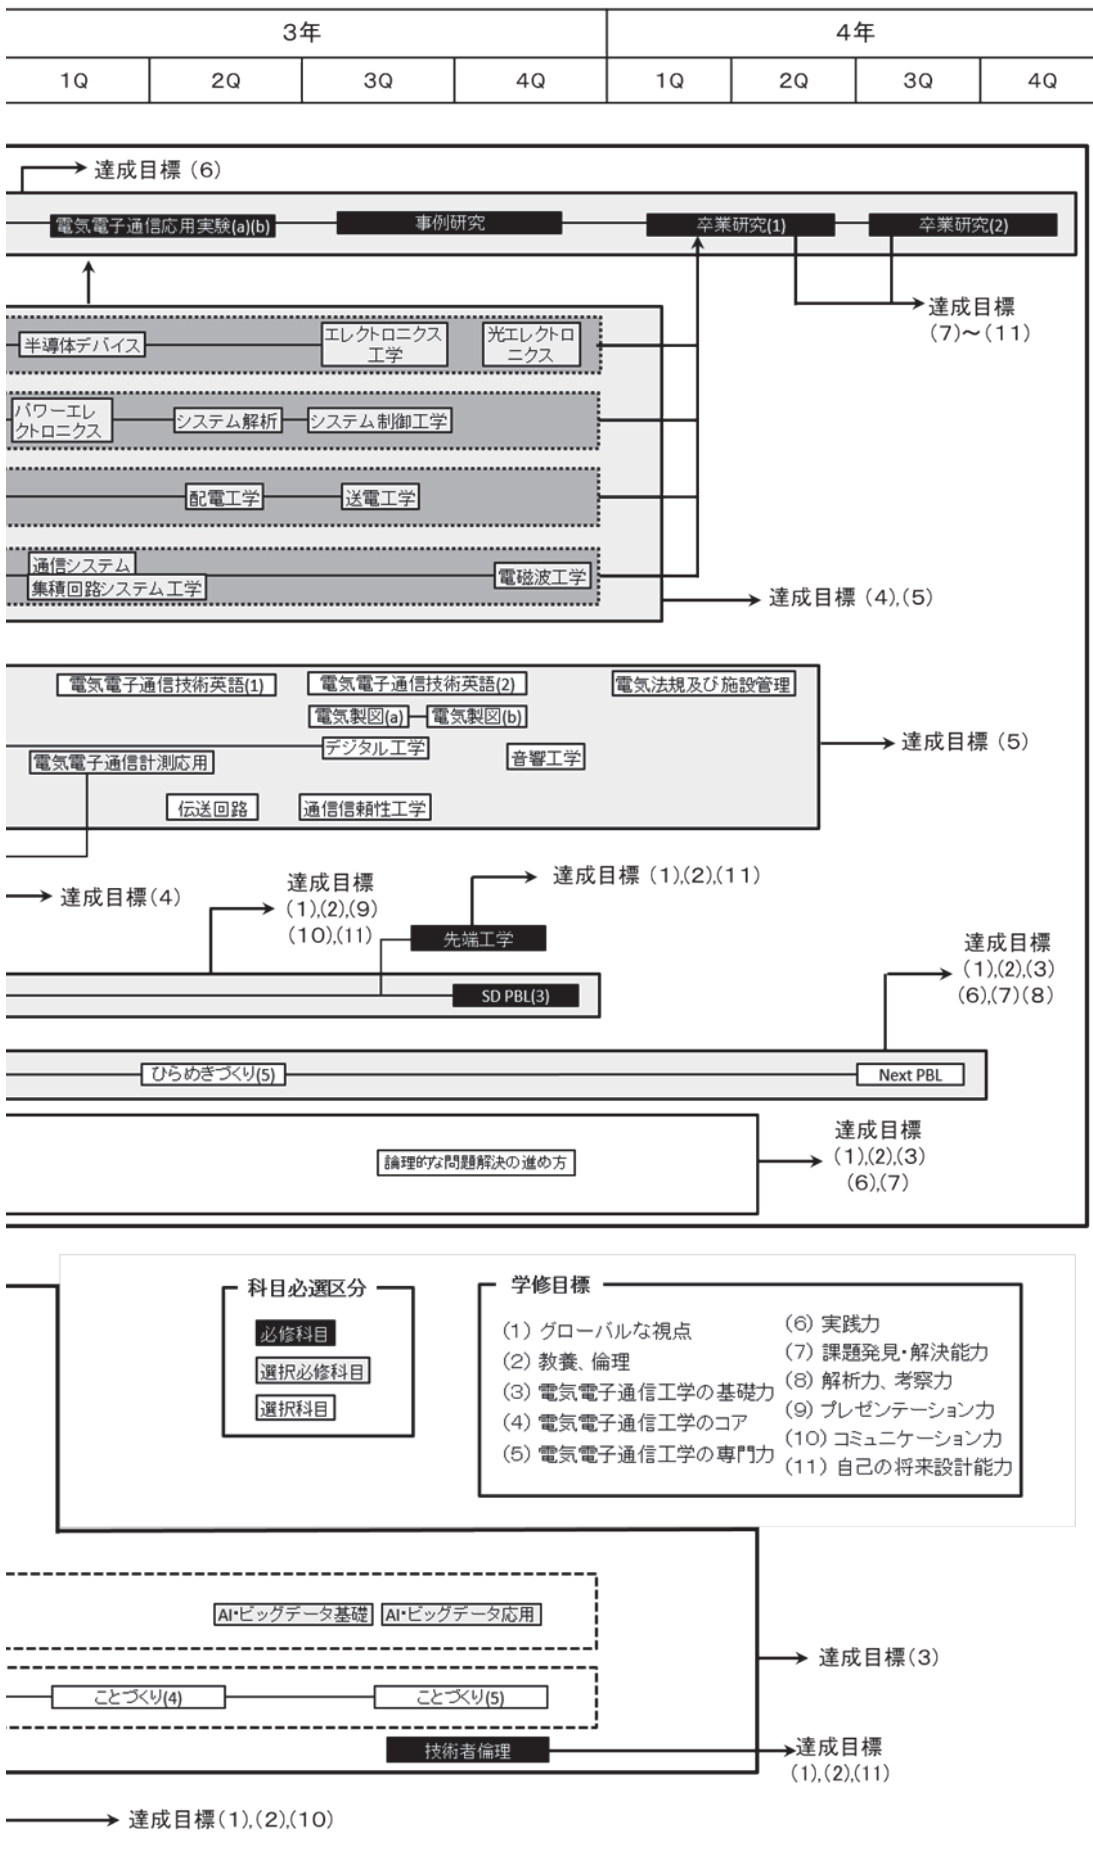 3年
4年
1Q
2Q
3Q
4Q
1Q
2Q
3Q
4Q
達成目標(6)
電気電子通信応用実験(a)(b)
事例研究
卒業研究(1)
卒業研究(2)
達成目標
(7)～(11)
半導体デバイス
エレクトロニクス
工学
光エレクトロ
ニクス
パワーエレ
クトロニクス
システム解析
システム制御工学
配電工学
送電工学
通信システム
集積回路システム工学
電磁波工学
達成目標(4),(5)
電気電子通信技術英語(1)
電気電子通信技術英語(2)
電気法規及び施設管理
電気製図(a)
電気製図(b)
デジタル工学
音響工学
電気電子通信計測応用
達成目標(5)
伝送回路
通信信頼性工学
達成目標(4)
達成目標
(1),(2),(9)
(10),(11)
達成目標(1),(2),(11)
先端工学
SD PBL(3)
達成目標
(1),(2),(3)
(6),(7)(8)
ひらめきづくり(5)
Next PBL
論理的な問題解決の進め方
達成目標
(1),(2),(3)
(6),(7)
科目必選区分
必修科目
選択必修科目
選択科目
学修目標
(1) グローバルな視点
(2) 教養、倫理
(3) 電気電子通信工学の基礎力
(4) 電気電子通信工学のコア
(5) 電気電子通信工学の専門力
(6) 実践力
(7) 課題発見・解決能力
(8) 解析力、考察力
(9) プレゼンテーション力
(10) コミュニケーション力
(11) 自己の将来設計能力
AI・ビッグデータ基礎
AI・ビッグデータ応用
達成目標(3)
ことづくり(4)
ことづくり(5)
技術者倫理
達成目標
(1),(2),(11)
達成目標(1),(2),(10)